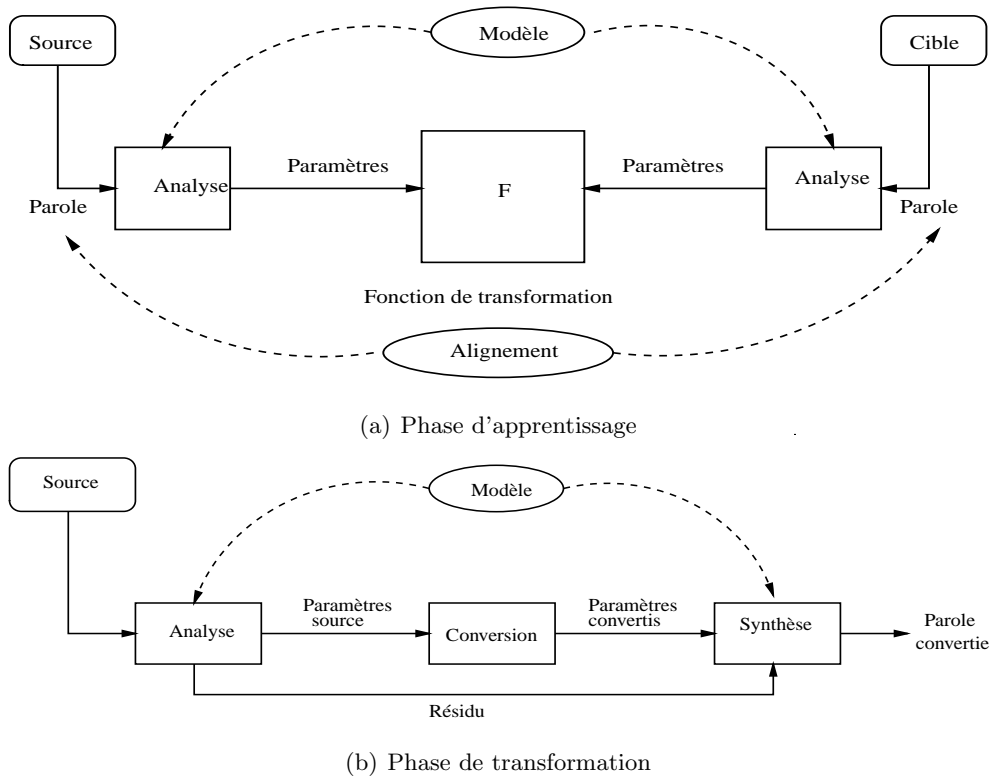 Source
Modèle
Cible
Analyse
Paramètres
F
Paramètres
Analyse
Parole
Parole
Fonction de transformation
Alignement
(a) Phase d'apprentissage
Source
Modèle
Analyse
Paramètres
source
Conversion
Paramètres
convertis
Synthèse
Parole
convertie
Résidu
(b) Phase de transformation